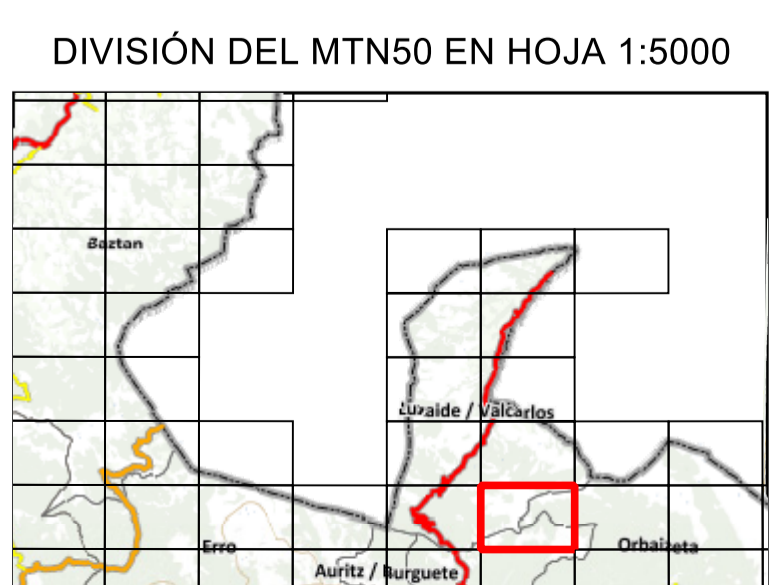 DIVISIÓN DEL MTN50 EN HOJA 1:5000
Baztan
Luzaide / Valcarlos
Erro
Orbaizeta
Auritz / Burguete